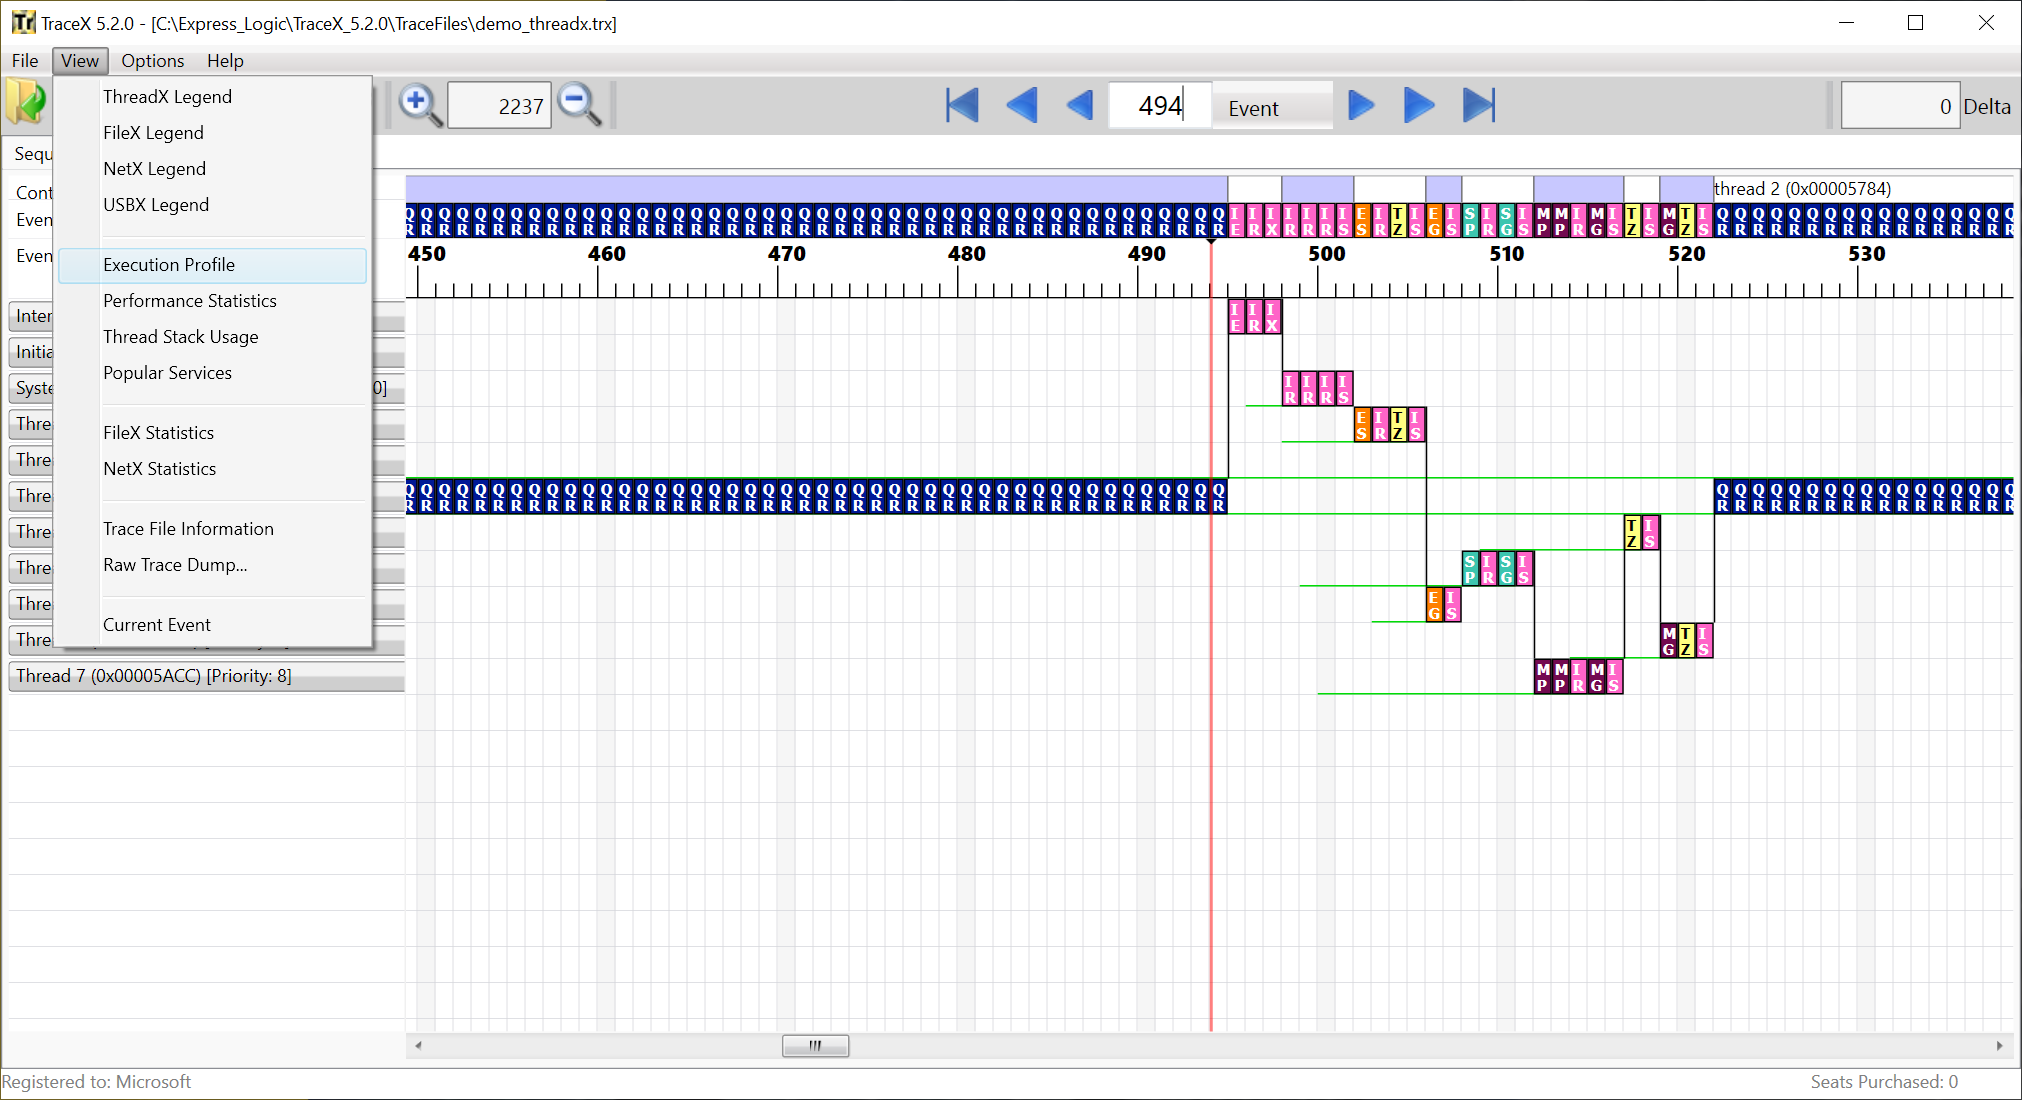 TraceX 5.2.0 - [C:\Express_Logic\TraceX_5.2.0\TraceFiles\demo_threadx.trx]
File View Options Help
2237 494 Event 0 Delta
ThreadX Legend
FileX Legend
NetX Legend
USBX Legend
Execution Profile
Performance Statistics
Thread Stack Usage
Popular Services
FileX Statistics
NetX Statistics
Trace File Information
Raw Trace Dump...
Current Event
Sequ
Cont
Even
Even
Inter
Initia
Syste 0]
Thre
Thre
Thre
Thre
Thre
Thre
Thre
Thread 7 (0x00005ACC) [Priority: 8]
thread 2 (0x00005784)
450 460 470 480 490 500 510 520 530
Registered to: Microsoft
Seats Purchased: 0